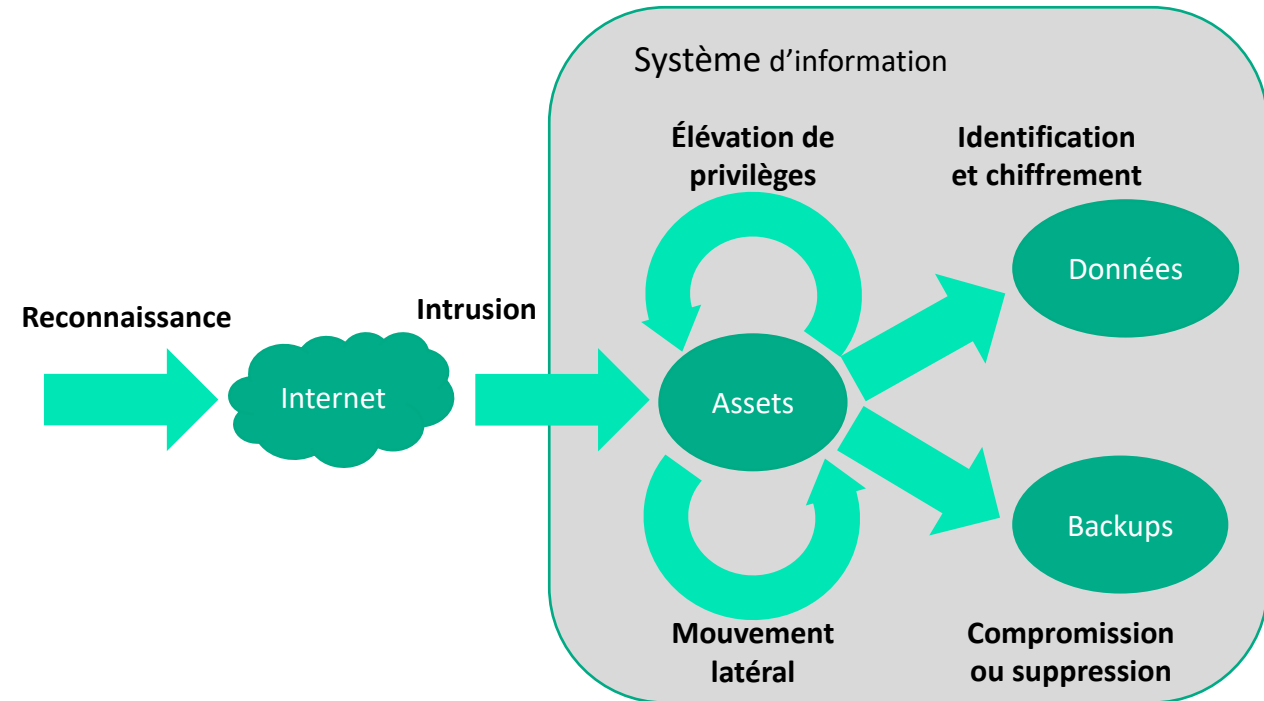 Système d’information
Élévation de
privilèges
Identification
et chiffrement
Données
Reconnaissance
Intrusion
Internet
Assets
Backups
Mouvement
latéral
Compromission
ou suppression